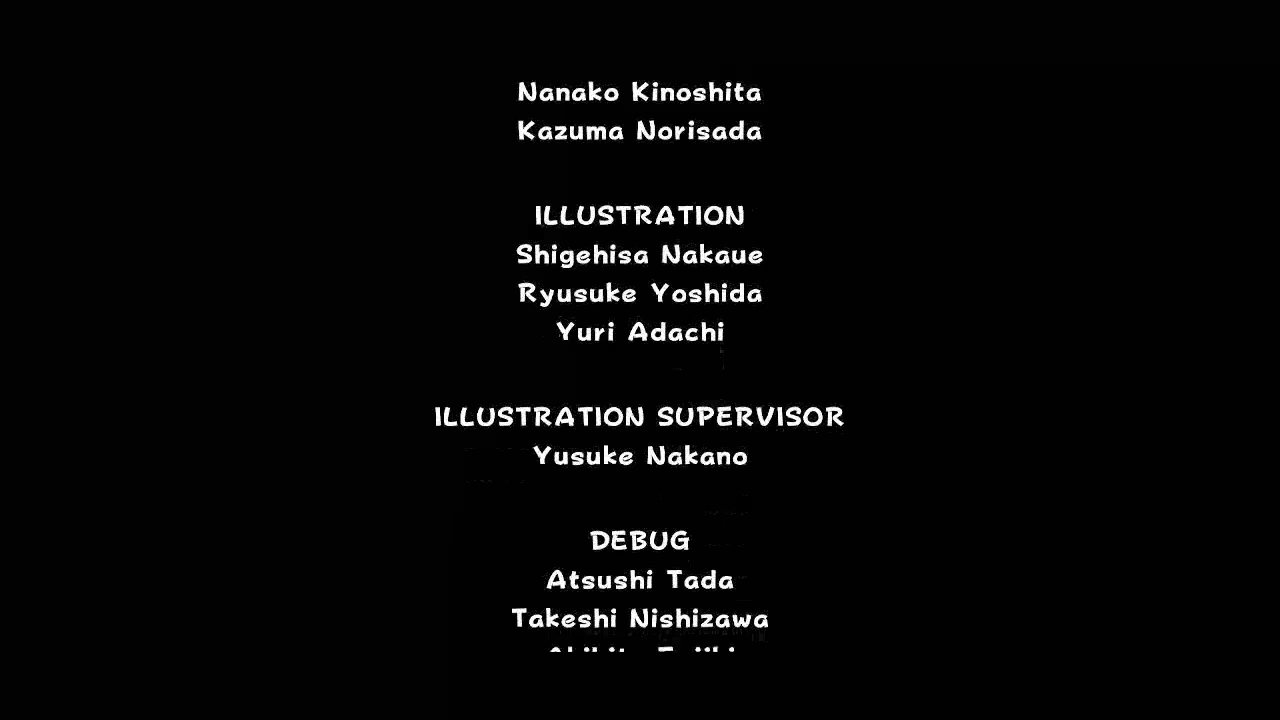 Nanako Kinoshita
Kazuma Norisada
ILLUSTRATION
Shigehisa Nakaue
Ryusuke Yoshida
Yuri Adachi
ILLUSTRATION SUPERVISOR
Yusuke Nakano
DEBUG
Atsushi Tada
Takeshi Nishizawa